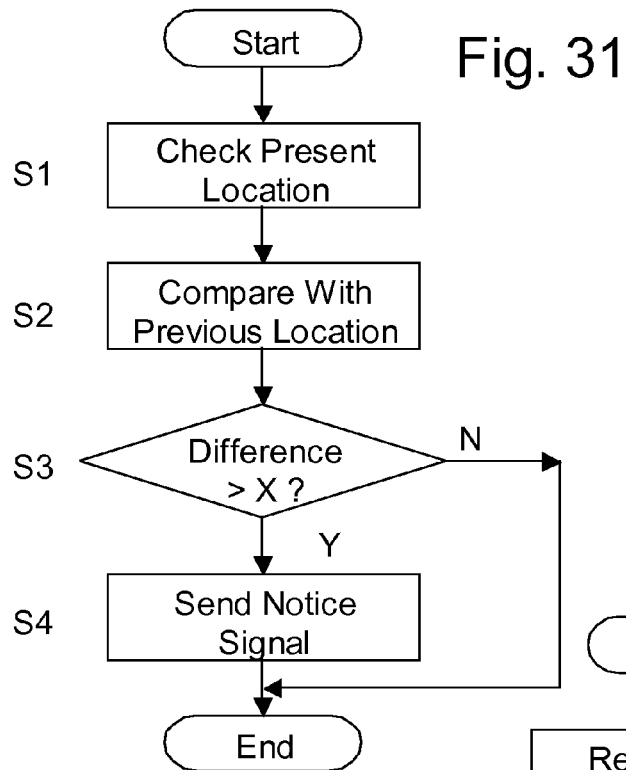 Start
Fig. 31
S1
Check Present
Location
S2
Compare With
Previous Location
S3
Difference
> X ?
N
Y
S4
Send Notice
Signal
End
Re